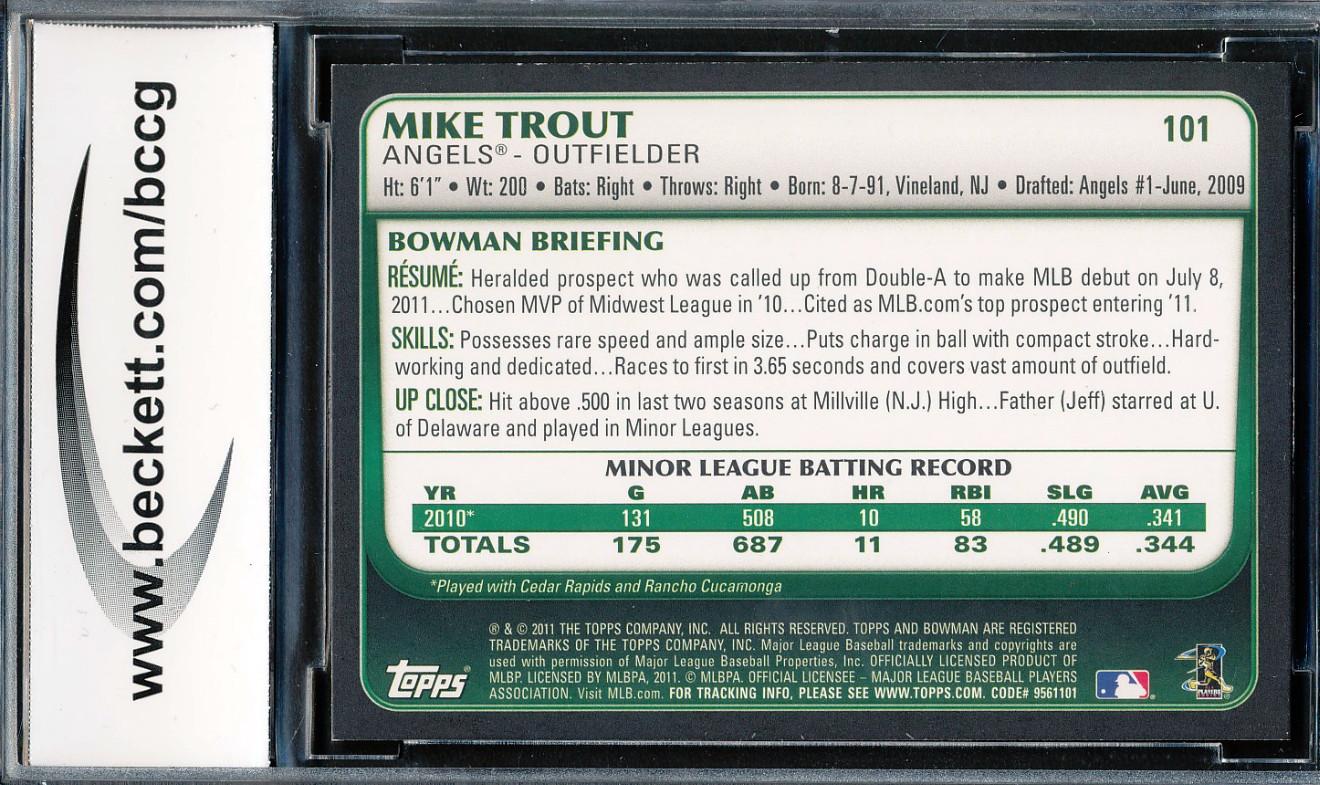 www.beckett.com/bccg
MIKE TROUT
101
ANGELS® - OUTFIELDER
Ht: 6'1" • Wt: 200 • Bats: Right • Throws: Right • Born: 8-7-91, Vineland, NJ • Drafted: Angels #1-June, 2009
BOWMAN BRIEFING
RÉSUMÉ: Heralded prospect who was called up from Double-A to make MLB debut on July 8,
2011...Chosen MVP of Midwest League in '10...Cited as MLB.com's top prospect entering '11.
SKILLS: Possesses rare speed and ample size...Puts charge in ball with compact stroke...Hard-
working and dedicated...Races to first in 3.65 seconds and covers vast amount of outfield.
UP CLOSE: Hit above .500 in last two seasons at Millville (N.J.) High...Father (Jeff) starred at U.
of Delaware and played in Minor Leagues.
MINOR LEAGUE BATTING RECORD
YR G AB HR RBI SLG AVG
2010* 131 508 10 58 .490 .341
TOTALS 175 687 11 83 .489 .344
*Played with Cedar Rapids and Rancho Cucamonga
® & © 2011 THE TOPPS COMPANY, INC. ALL RIGHTS RESERVED. TOPPS AND BOWMAN ARE REGISTERED
TRADEMARKS OF THE TOPPS COMPANY, INC. Major League Baseball trademarks and copyrights are
used with permission of Major League Baseball Properties, Inc. OFFICIALLY LICENSED PRODUCT OF
MLBP. LICENSED BY MLBPA, 2011. © MLBPA. OFFICIAL LICENSEE – MAJOR LEAGUE BASEBALL PLAYERS
ASSOCIATION. Visit MLB.com. FOR TRACKING INFO, PLEASE SEE WWW.TOPPS.COM. CODE# 9561101
Topps®
PLAYERS